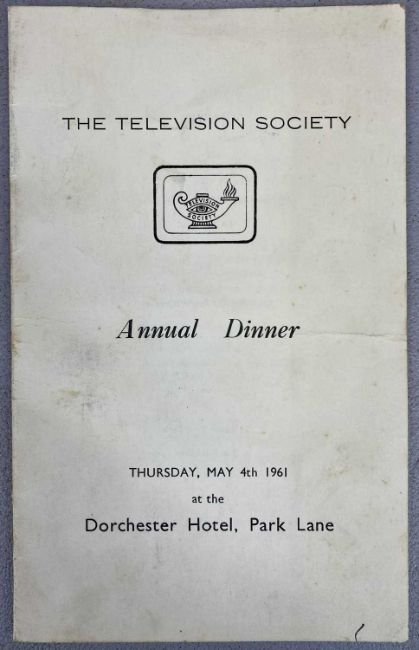 THE TELEVISION SOCIETY
TELEVISION
SOCIETY
Annual Dinner
THURSDAY, MAY 4th 1961
at the
Dorchester Hotel, Park Lane